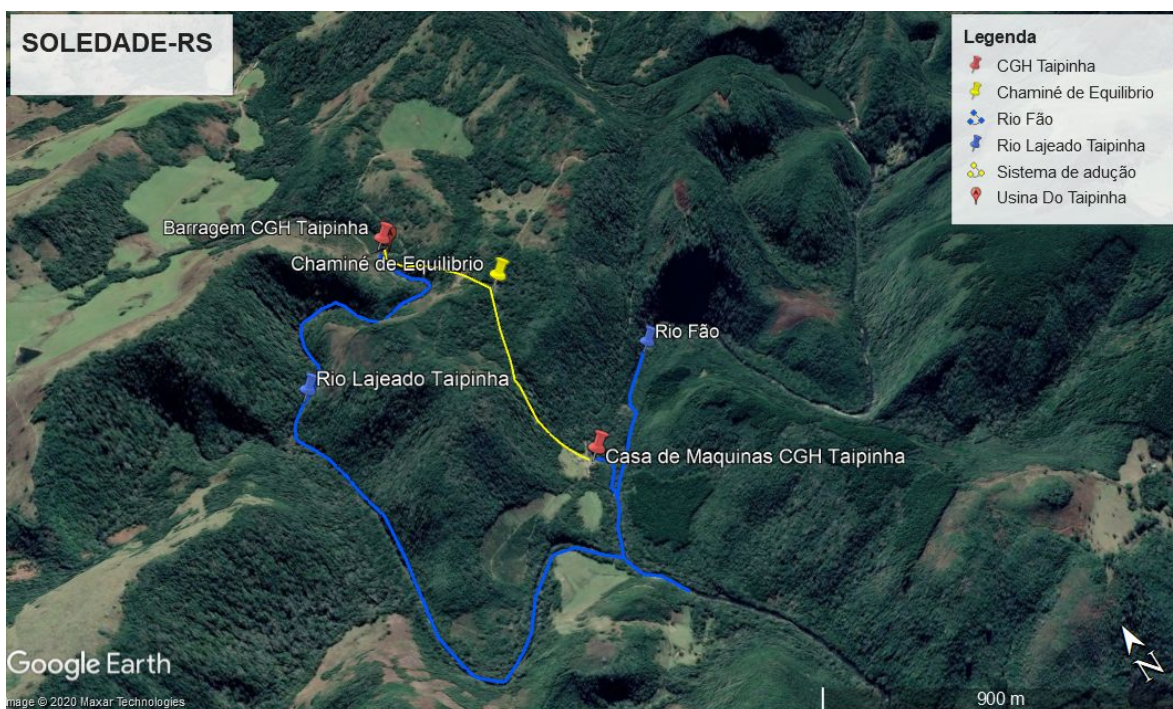 SOLEDADE-RS
Legenda
CGH Taipinha
Chaminé de Equilibrio
Rio Fão
Rio Lajeado Taipinha
Sistema de adução
Usina Do Taipinha
Barragem CGH Taipinha
Chaminé de Equilibrio
Rio Fão
Rio Lajeado Taipinha
Casa de Maquinas CGH Taipinha
Google Earth
mage © 2020 Maxar Technologies
900 m
N